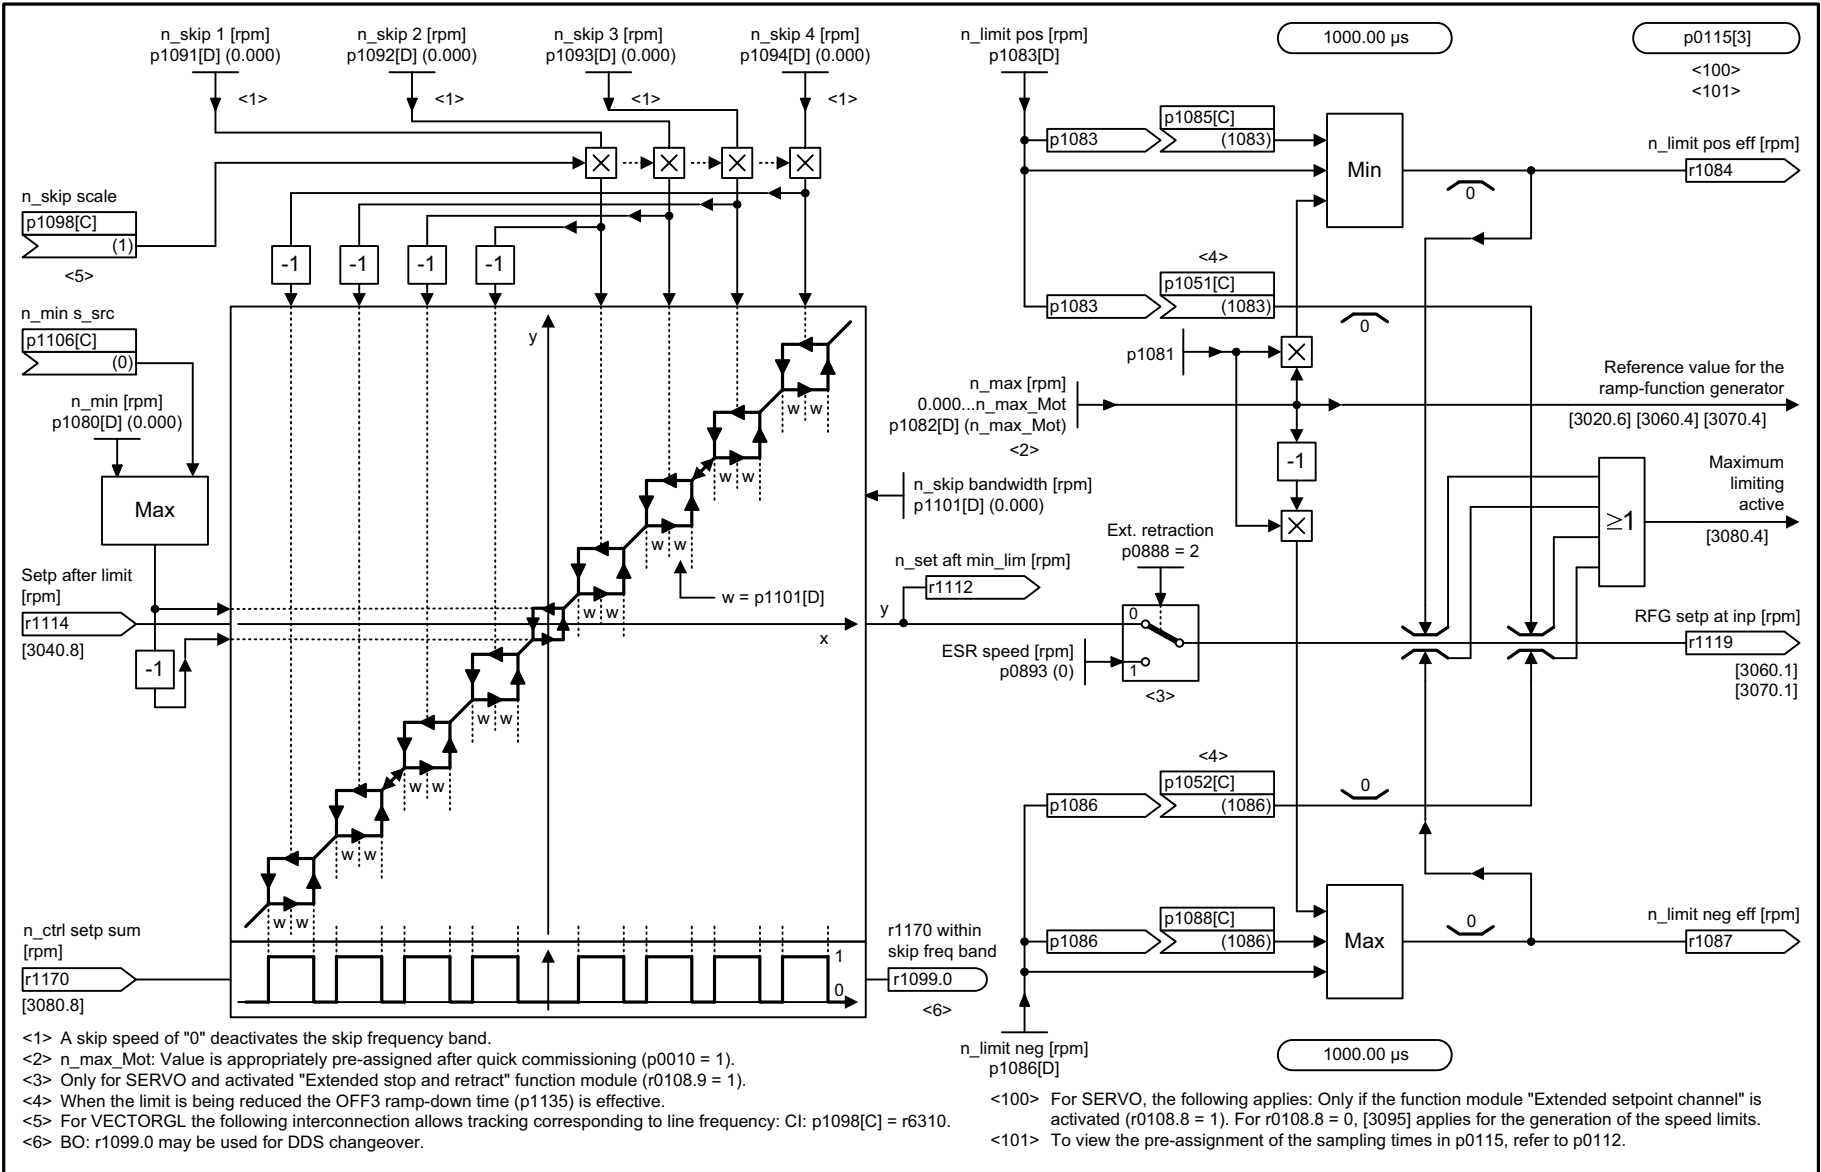 n_skip 1 [rpm]
p1091[D] (0.000)
<1>
n_skip 2 [rpm]
p1092[D] (0.000)
<1>
n_skip 3 [rpm]
p1093[D] (0.000)
<1>
n_skip 4 [rpm]
p1094[D] (0.000)
<1>
n_limit pos [rpm]
p1083[D]
1000.00 µs
p0115[3]
<100>
<101>
p1083
p1085[C]
(1083)
Min
n_limit pos eff [rpm]
r1084
0
n_skip scale
p1098[C]
(1)
<5>
-1
-1
-1
-1
<4>
p1083
p1051[C]
(1083)
0
n_min s_src
p1106[C]
(0)
n_min [rpm]
p1080[D] (0.000)
Max
y
p1081
n_max [rpm]
0.000...n_max_Mot
p1082[D] (n_max_Mot)
<2>
Reference value for the
ramp-function generator
[3020.6] [3060.4] [3070.4]
-1
w w
w w
w w
w w
n_skip bandwidth [rpm]
p1101[D] (0.000)
w = p1101[D]
Maximum
limiting
active
[3080.4]
≥1
Ext. retraction
p0888 = 2
n_set aft min_lim [rpm]
r1112
y
0
1
<3>
ESR speed [rpm]
p0893 (0)
RFG setp at inp [rpm]
r1119
[3060.1]
[3070.1]
Setp after limit
[rpm]
r1114
[3040.8]
-1
x
w w
w w
w w
w w
<4>
p1086
p1052[C]
(1086)
0
n_ctrl setp sum
[rpm]
r1170
[3080.8]
1
0
r1170 within
skip freq band
r1099.0
<6>
p1086
p1088[C]
(1086)
Max
0
n_limit neg eff [rpm]
r1087
n_limit neg [rpm]
p1086[D]
1000.00 µs
<1> A skip speed of "0" deactivates the skip frequency band.
<2> n_max_Mot: Value is appropriately pre-assigned after quick commissioning (p0010 = 1).
<3> Only for SERVO and activated "Extended stop and retract" function module (r0108.9 = 1).
<4> When the limit is being reduced the OFF3 ramp-down time (p1135) is effective.
<5> For VECTORGL the following interconnection allows tracking corresponding to line frequency: CI: p1098[C] = r6310.
<6> BO: r1099.0 may be used for DDS changeover.
<100> For SERVO, the following applies: Only if the function module "Extended setpoint channel" is
activated (r0108.8 = 1). For r0108.8 = 0, [3095] applies for the generation of the speed limits.
<101> To view the pre-assignment of the sampling times in p0115, refer to p0112.